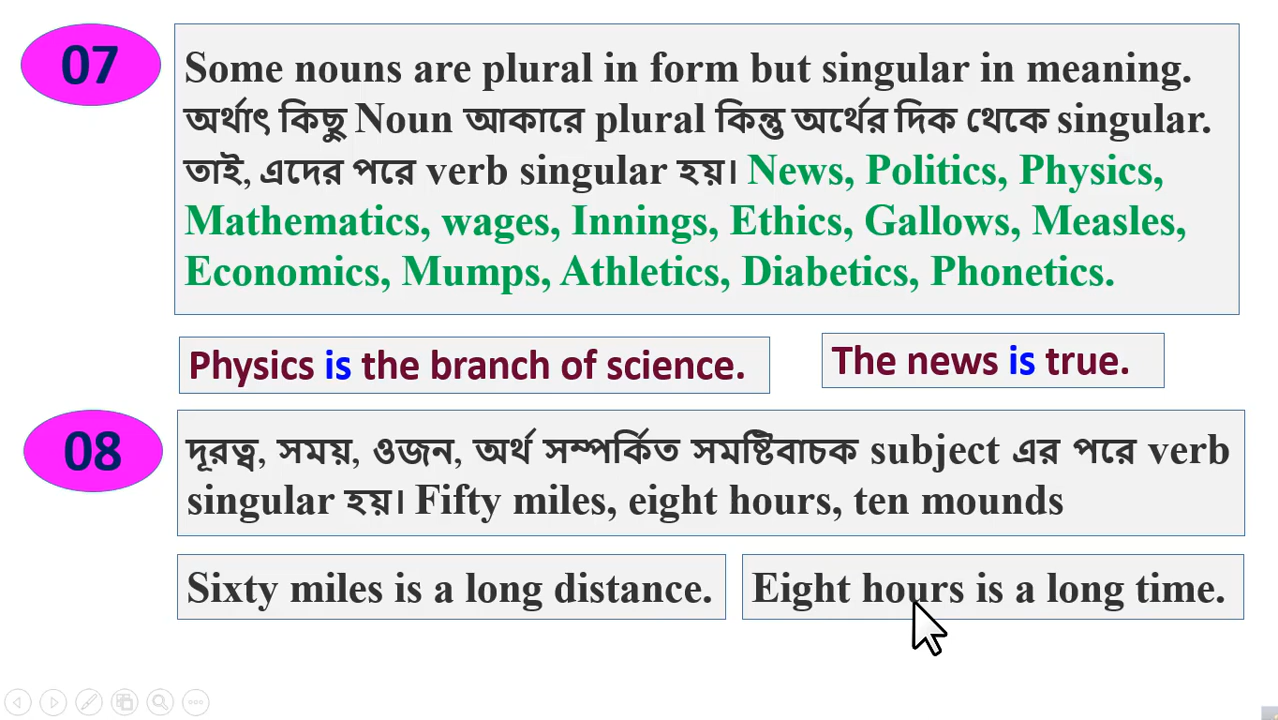 07
Some nouns are plural in form but singular in meaning.
অর্থাৎ কিছু Noun আকারে plural কিন্তু অর্থের দিক থেকে singular.
তাই, এদের পরে verb singular হয়। News, Politics, Physics,
Mathematics, wages, Innings, Ethics, Gallows, Measles,
Economics, Mumps, Athletics, Diabetics, Phonetics.
Physics is the branch of science.
The news is true.
08
দূরত্ব, সময়, ওজন, অর্থ সম্পর্কিত সমষ্টিবাচক subject এর পরে verb
singular হয়। Fifty miles, eight hours, ten mounds
Sixty miles is a long distance.
Eight hours is a long time.